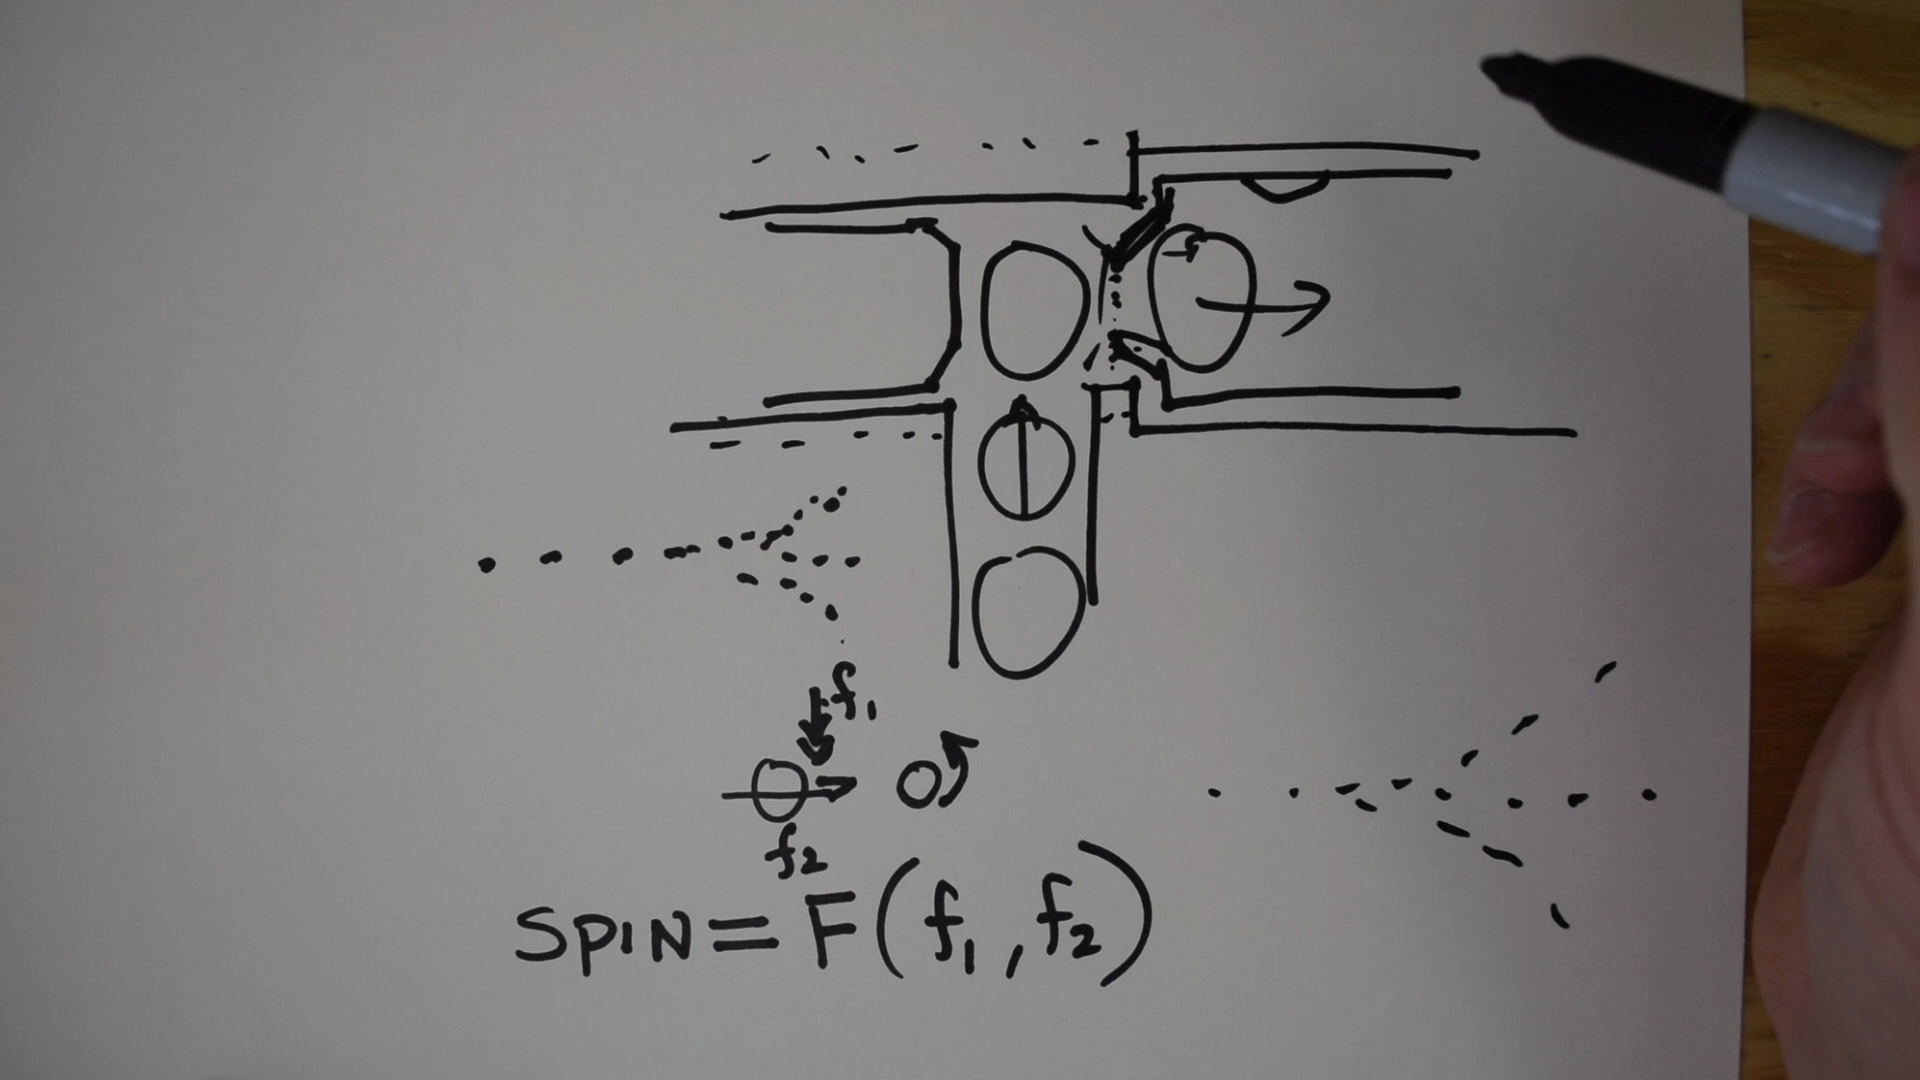 f₁
f₂
SPIN = F(f₁, f₂)